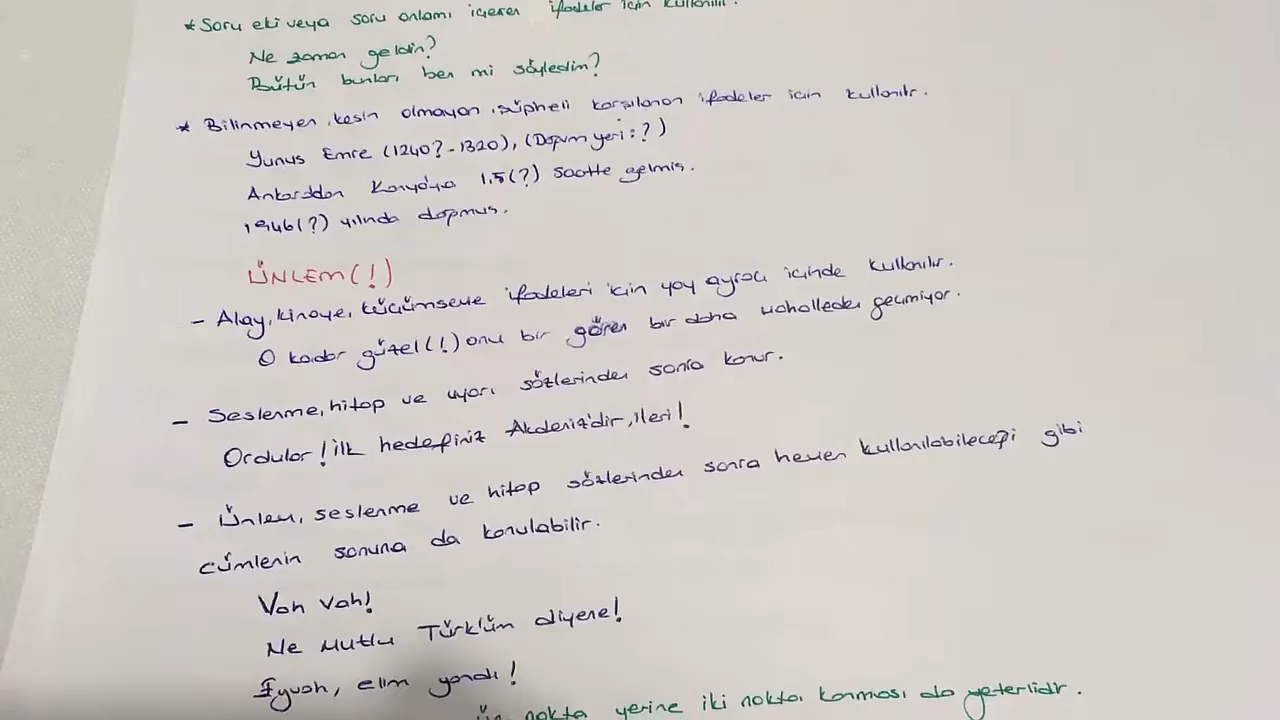 * Soru eki veya soru anlamı içeren ifadeler için kullanılır.
Ne zaman geldin?
Bütün bunları ben mi söyledim?
* Bilinmeyen, kesin olmayan, şüpheli karşılanan ifadeler için kullanılır.
Yunus Emre (1240?-1320), (Doğum yeri: ?)
Ankara'dan Konya'ya 1.5(?) saatte gelmiş.
1946(?) yılında doğmuş.
ÜNLEM(!)
- Alay, kinaye, küçümseme ifadeleri için yay ayracı içinde kullanılır.
O kadar güzel(!) onu bir gören bir daha mahalleden geçmiyor.
- Seslenme, hitap ve uyarı sözlerinden sonra konur.
Ordular! İlk hedefiniz Akdeniz'dir, ileri!
- Ünlem, seslenme ve hitap sözlerinden sonra hemen kullanılabileceği gibi
cümlenin sonuna da konulabilir.
Vah vah!
Ne mutlu Türk'üm diyene!
Eyvah, elim yandı!
nokta yerine iki nokta konması da yeterlidir.